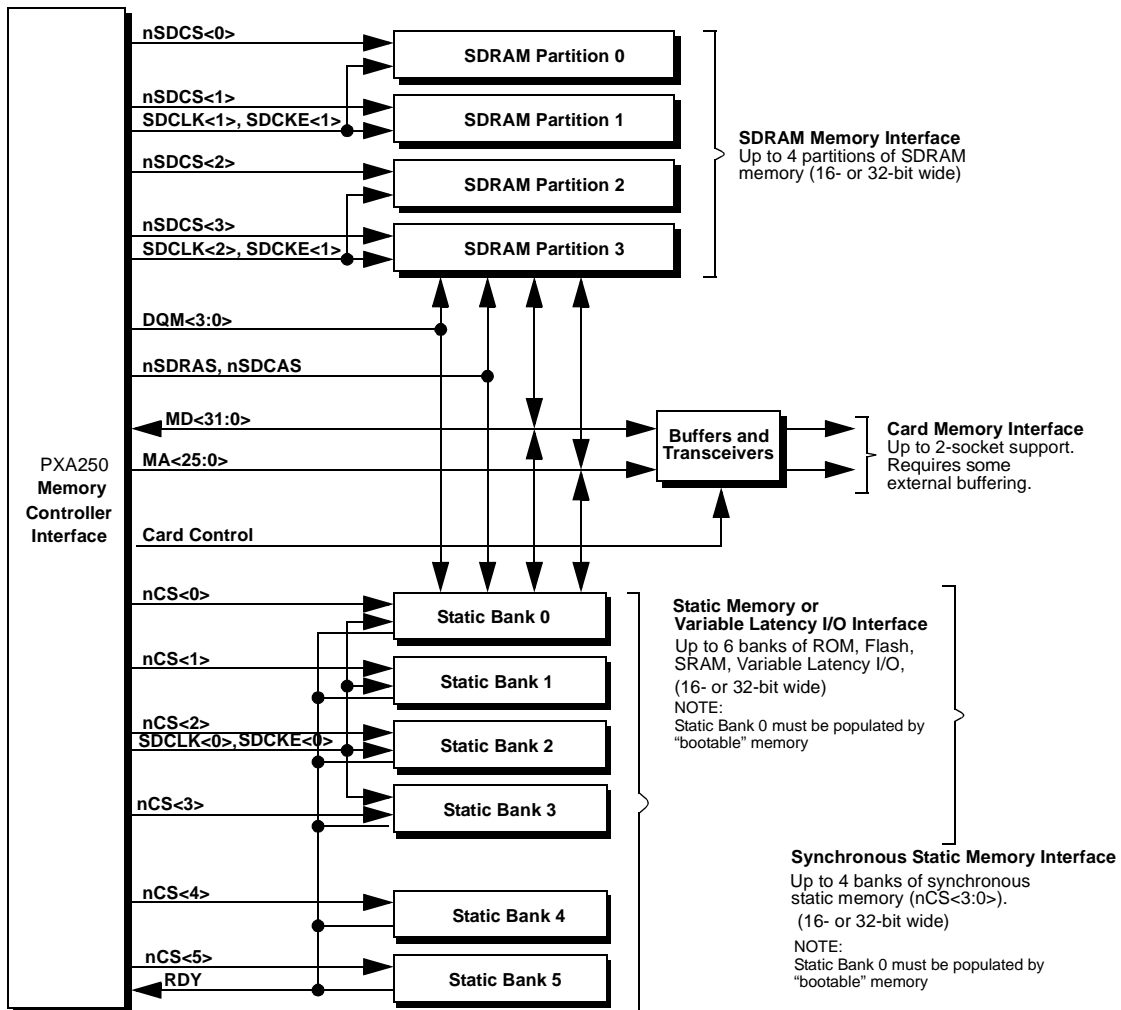 nSDCS<0>
SDRAM Partition 0
nSDCS<1>
SDCLK<1>, SDCKE<1>
SDRAM Partition 1
nSDCS<2>
SDRAM Partition 2
nSDCS<3>
SDCLK<2>, SDCKE<1>
SDRAM Partition 3
SDRAM Memory Interface
Up to 4 partitions of SDRAM
memory (16- or 32-bit wide)
DQM<3:0>
nSDRAS, nSDCAS
MD<31:0>
MA<25:0>
Buffers and
Transceivers
Card Memory Interface
Up to 2-socket support.
Requires some
external buffering.
PXA250
Memory
Controller
Interface
Card Control
nCS<0>
Static Bank 0
nCS<1>
Static Bank 1
nCS<2>
SDCLK<0>,SDCKE<0>
Static Bank 2
nCS<3>
Static Bank 3
nCS<4>
Static Bank 4
nCS<5>
RDY
Static Bank 5
Static Memory or
Variable Latency I/O Interface
Up to 6 banks of ROM, Flash,
SRAM, Variable Latency I/O,
(16- or 32-bit wide)
NOTE:
Static Bank 0 must be populated by
“bootable” memory
Synchronous Static Memory Interface
Up to 4 banks of synchronous
static memory (nCS<3:0>).
(16- or 32-bit wide)
NOTE:
Static Bank 0 must be populated by
“bootable” memory